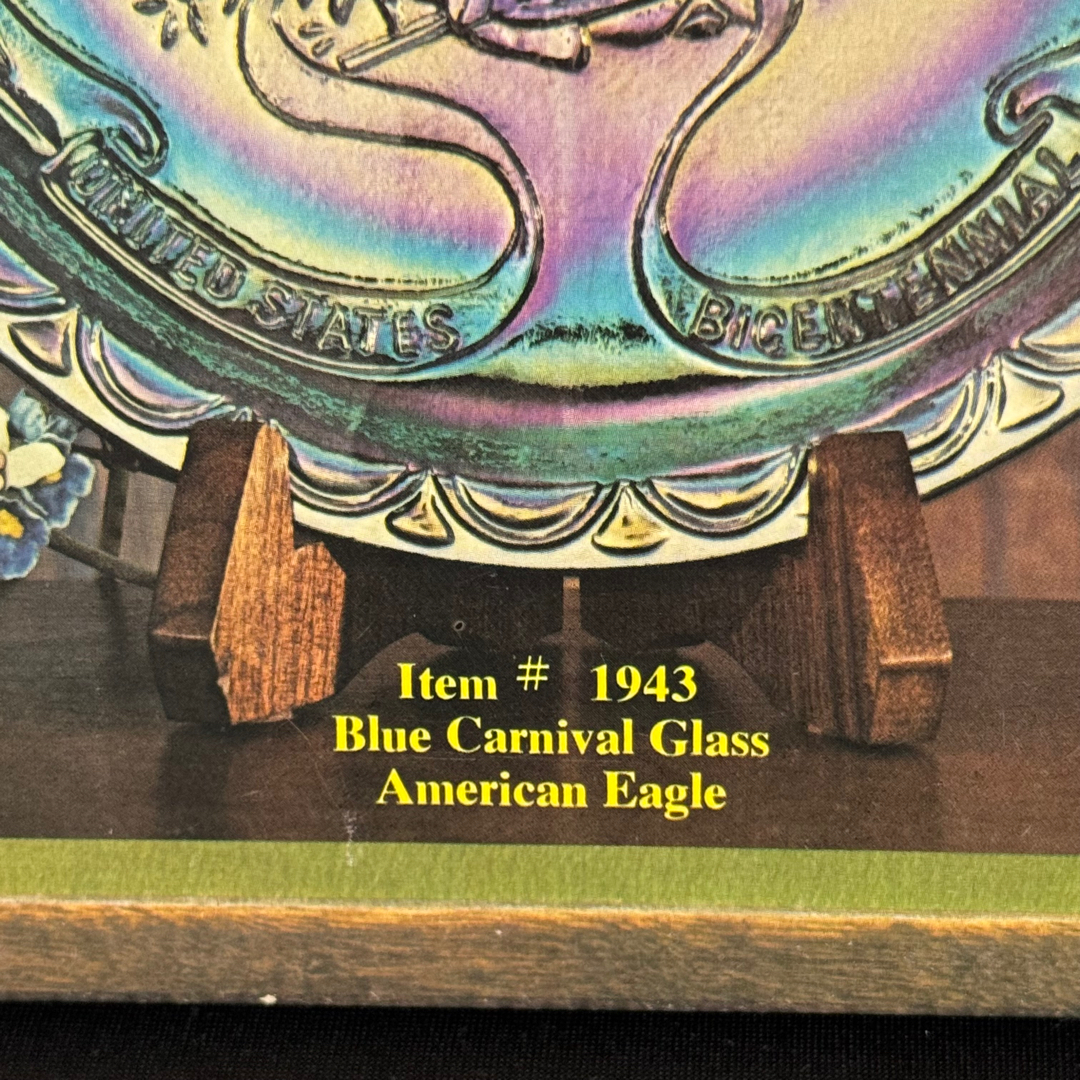 UNITED STATES
BICENTENNIAL
Item # 1943
Blue Carnival Glass
American Eagle